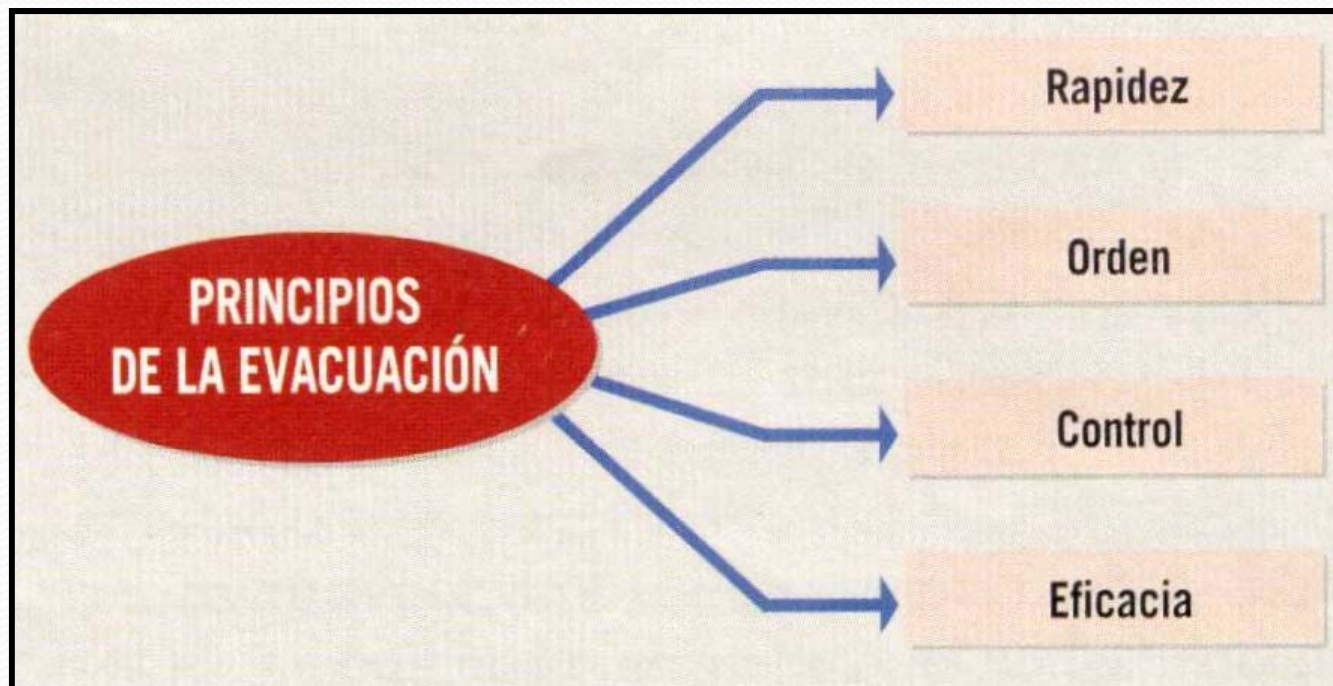 PRINCIPIOS
DE LA EVACUACIÓN
Rapidez
Orden
Control
Eficacia